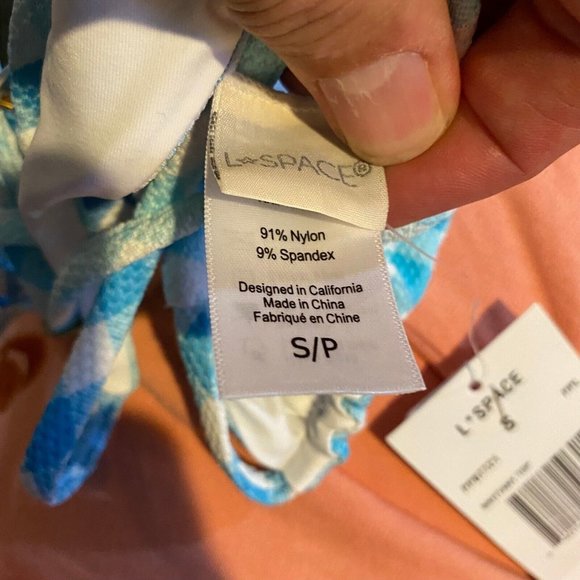 L★SPACE®
91% Nylon
9% Spandex
Designed in California
Made in China
Fabriqué en Chine
S/P
L*SPACE
S